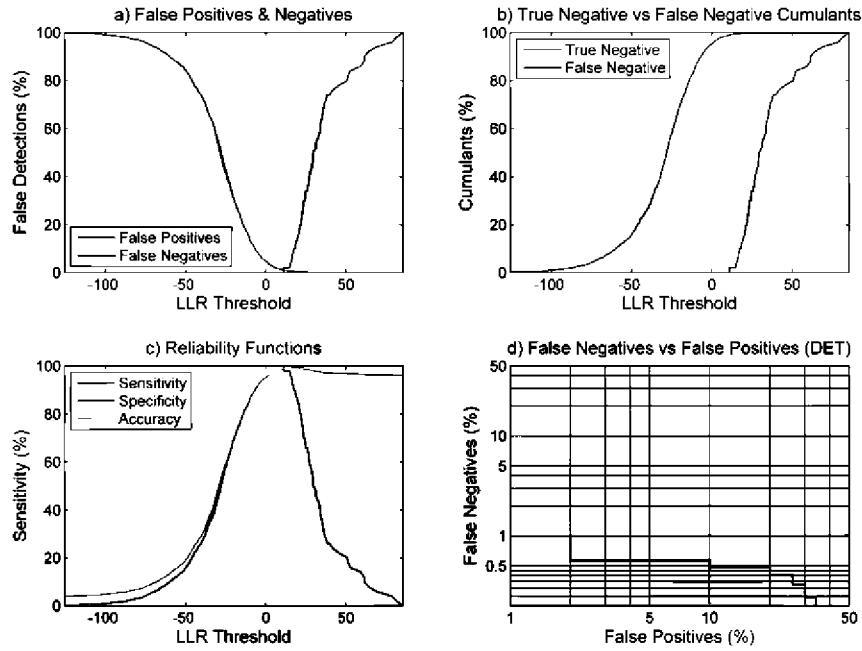 a) False Positives & Negatives
100
80
60
40
20
0
False Detections (%)
False Positives
False Negatives
-100
-50
0
50
LLR Threshold
b) True Negative vs False Negative Cumulants
100
80
60
40
20
0
Cumulants (%)
True Negative
False Negative
-100
-50
0
50
LLR Threshold
c) Reliability Functions
100
80
60
40
20
0
Sensitivity (%)
Sensitivity
Specificity
Accuracy
-100
-50
0
50
LLR Threshold
d) False Negatives vs False Positives (DET)
50
10
5
1
0.5
False Negatives (%)
1
5
10
50
False Positives (%)